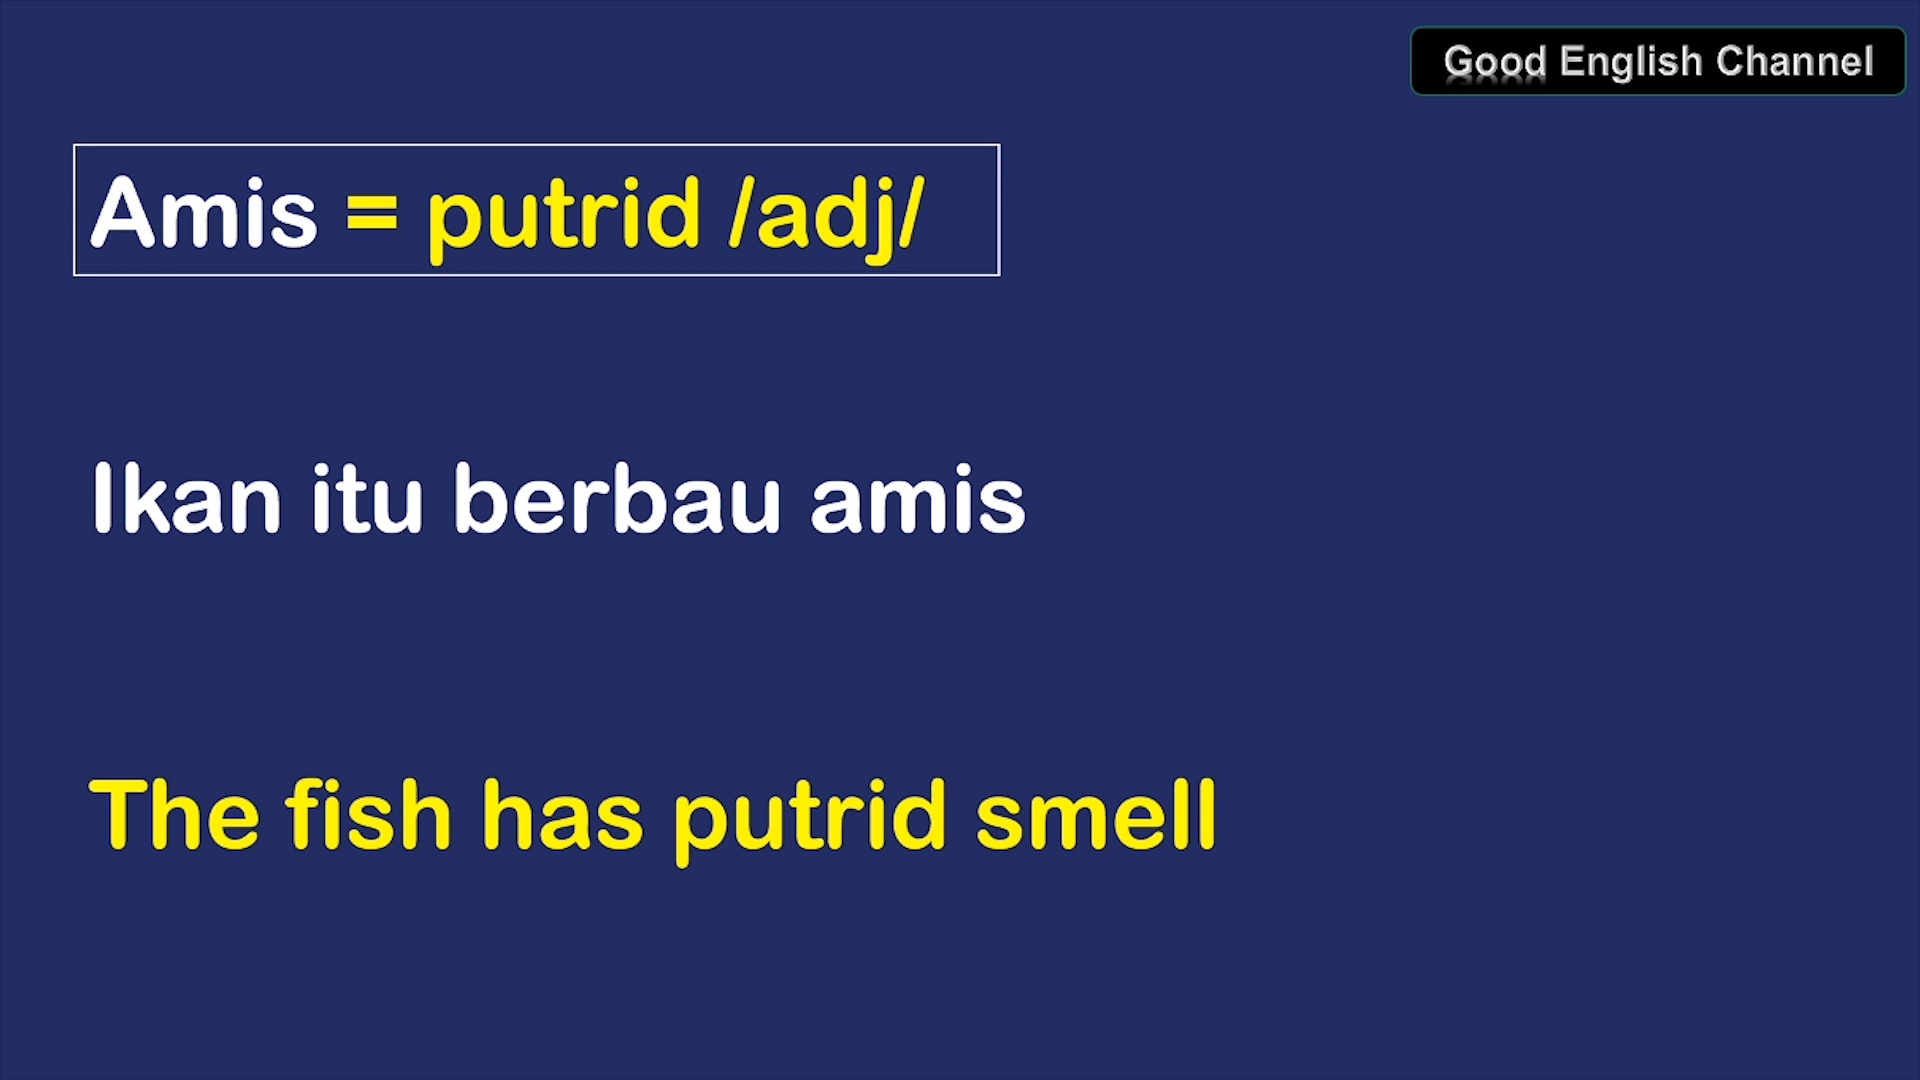 Good English Channel
Amis = putrid /adj/
Ikan itu berbau amis
The fish has putrid smell